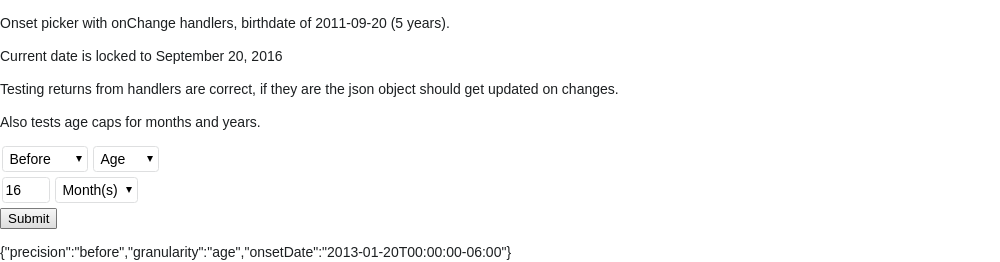 Onset picker with onChange handlers, birthdate of 2011-09-20 (5 years).
Current date is locked to September 20, 2016
Testing returns from handlers are correct, if they are the json object should get updated on changes.
Also tests age caps for months and years.
Before Age
16 Month(s)
Submit
{"precision":"before","granularity":"age","onsetDate":"2013-01-20T00:00:00-06:00"}